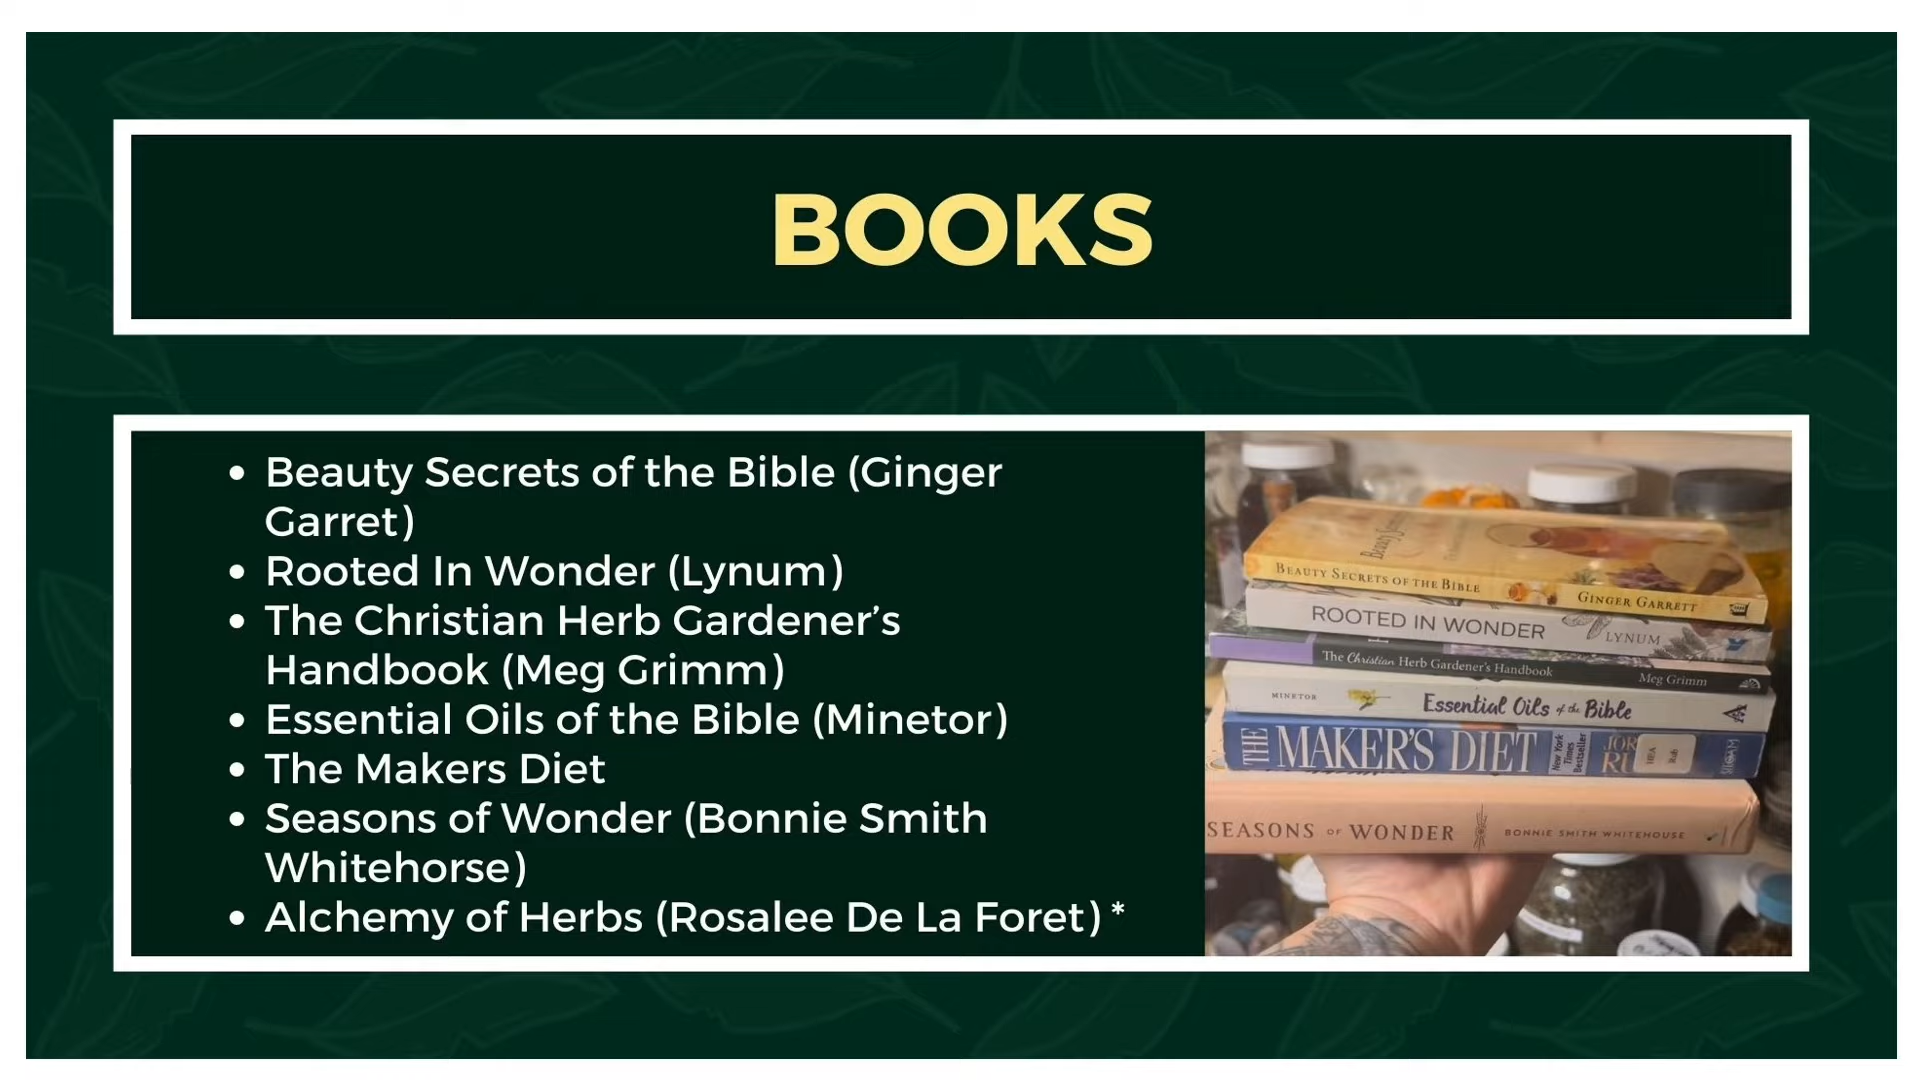 BOOKS
• Beauty Secrets of the Bible (Ginger
Garret)
• Rooted In Wonder (Lynum)
• The Christian Herb Gardener’s
Handbook (Meg Grimm)
• Essential Oils of the Bible (Minetor)
• The Makers Diet
• Seasons of Wonder (Bonnie Smith
Whitehorse)
• Alchemy of Herbs (Rosalee De La Foret) *
BEAUTY SECRETS OF THE BIBLE GINGER GARRETT
ROOTED IN WONDER LYNUM
The Christian Herb Gardener's Handbook Meg Grimm
MINETOR Essential Oils of the Bible
THE MAKER'S DIET New York Times Bestseller JOR
RU
SEASONS OF WONDER BONNIE SMITH WHITEHOUSE